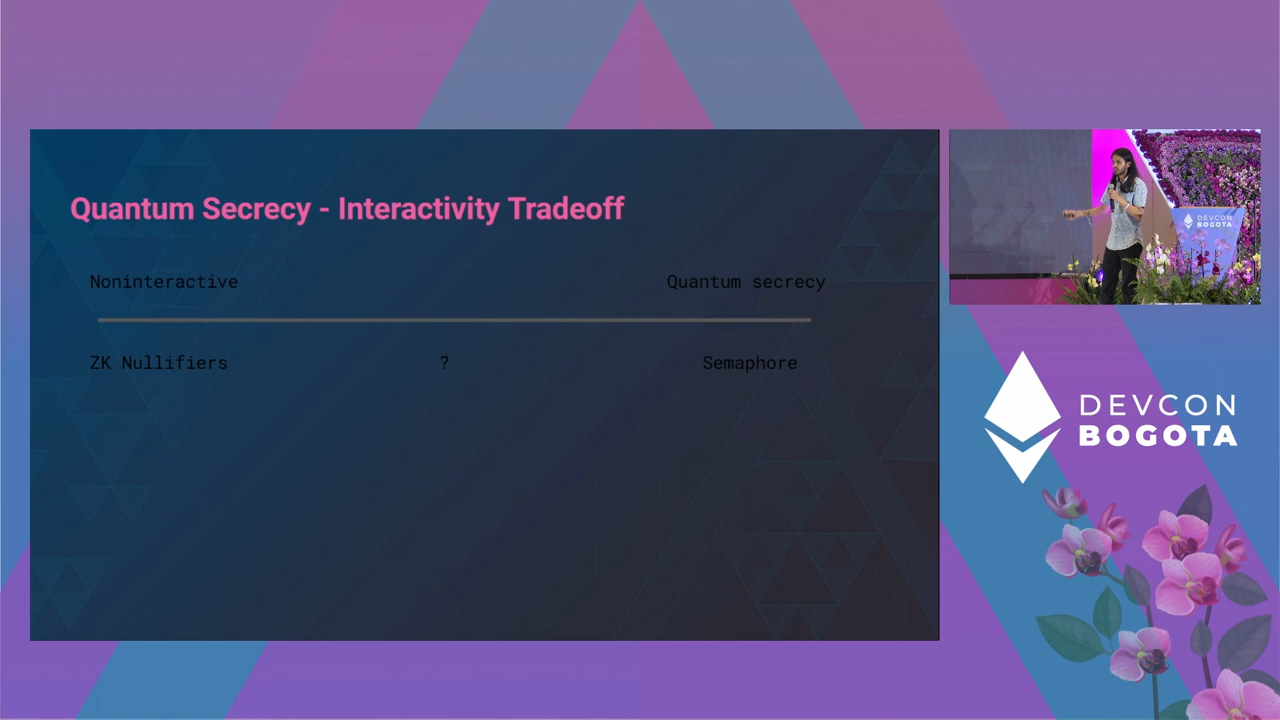 Quantum Secrecy - Interactivity Tradeoff
Noninteractive
Quantum secrecy
ZK Nullifiers
?
Semaphore
DEVCON
BOGOTA
DEVCON
BOGOTA